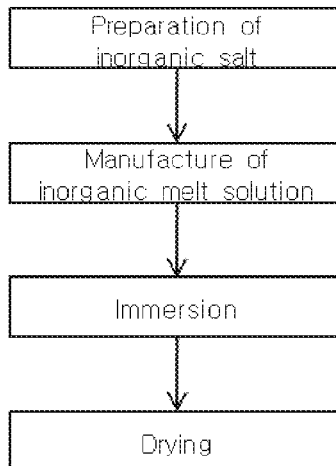 Preparation of
inorganic salt
Manufacture of
inorganic melt solution
Immersion
Drying